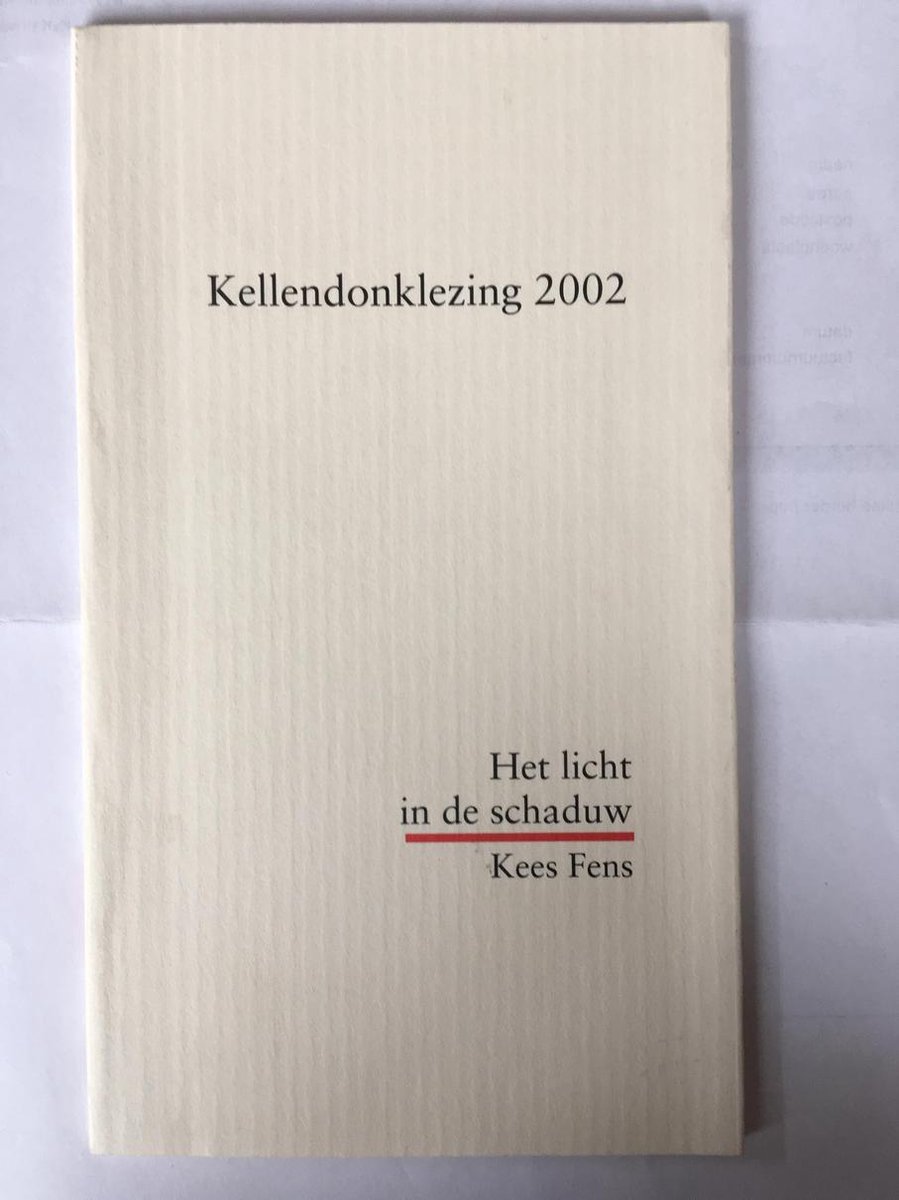 Kellendonklezing 2002
Het licht
in de schaduw
Kees Fens